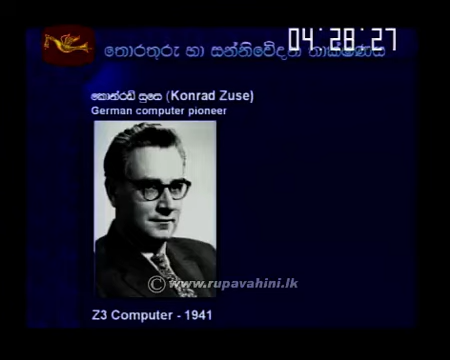 04:28:27
තොරතුරු හා සන්නිවේදන තාක්ෂණය
කොන්රඩ් සුසෙ (Konrad Zuse)
German computer pioneer
© www.rupavahini.lk
Z3 Computer - 1941